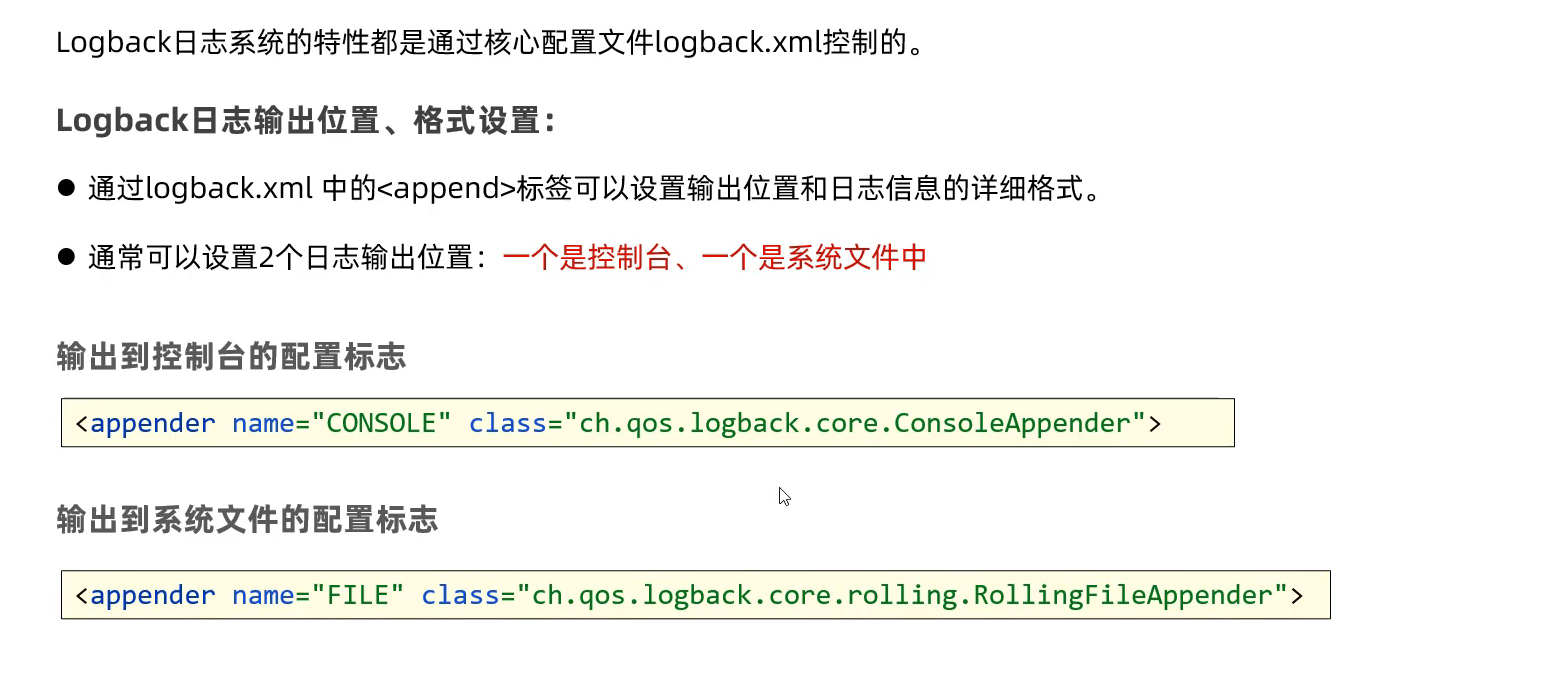 Logback日志系统的特性都是通过核心配置文件logback.xml控制的。
Logback日志输出位置、格式设置：
● 通过logback.xml 中的<append>标签可以设置输出位置和日志信息的详细格式。
● 通常可以设置2个日志输出位置：一个是控制台、一个是系统文件中
输出到控制台的配置标志
<appender name="CONSOLE" class="ch.qos.logback.core.ConsoleAppender">
输出到系统文件的配置标志
<appender name="FILE" class="ch.qos.logback.core.rolling.RollingFileAppender">